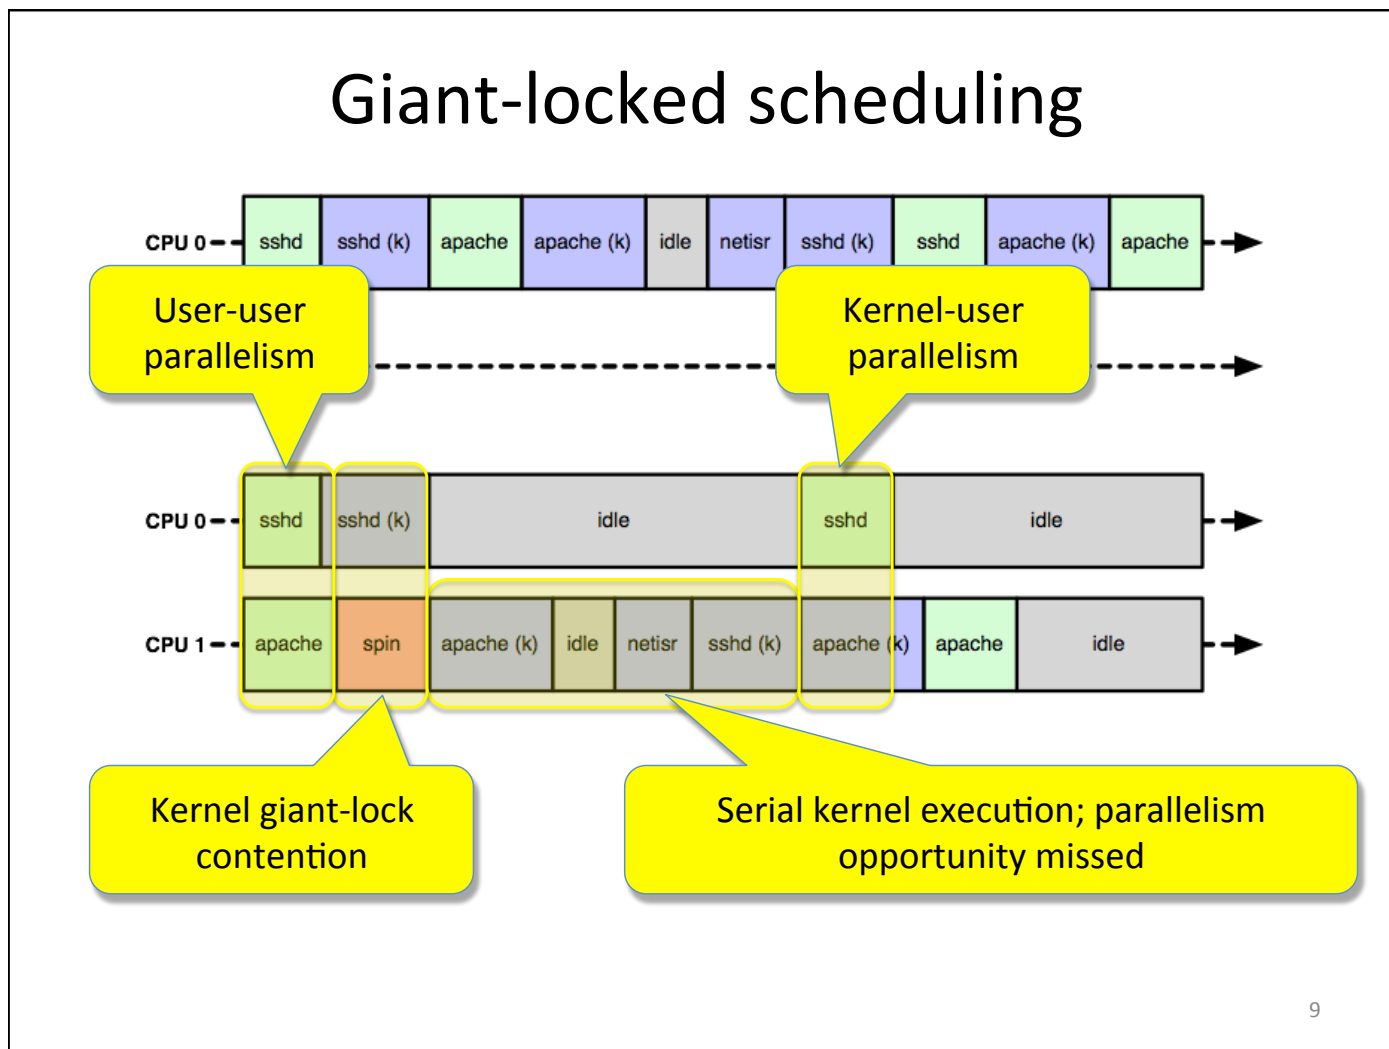 Giant-locked scheduling
CPU 0 sshd sshd (k) apache apache (k) idle netisr sshd (k) sshd apache (k) apache
User-user
parallelism
Kernel-user
parallelism
CPU 0 sshd sshd (k) idle sshd idle
CPU 1 apache spin apache (k) idle netisr sshd (k) apache (k) apache idle
Kernel giant-lock
contention
Serial kernel execution; parallelism
opportunity missed
9